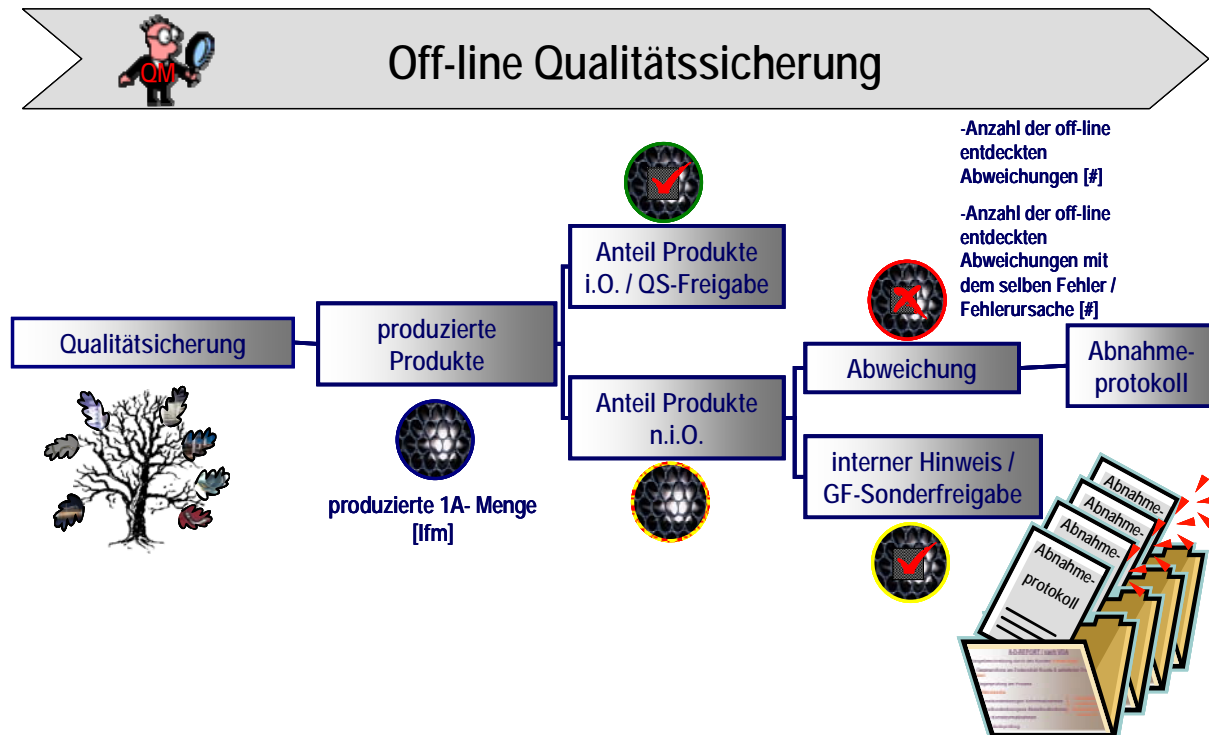 QM
Off-line Qualitätssicherung
-Anzahl der off-line
entdeckten
Abweichungen [#]
-Anzahl der off-line
entdeckten
Abweichungen mit
dem selben Fehler /
Fehlerursache [#]
Anteil Produkte
i.O. / QS-Freigabe
Qualitätsicherung
produzierte
Produkte
Abweichung
Abnahme-
protokoll
Anteil Produkte
n.i.O.
interner Hinweis /
GF-Sonderfreigabe
produzierte 1A- Menge
[lfm]
Abnahme-
Abnahme-
Abnahme-
Abnahme-
protokoll